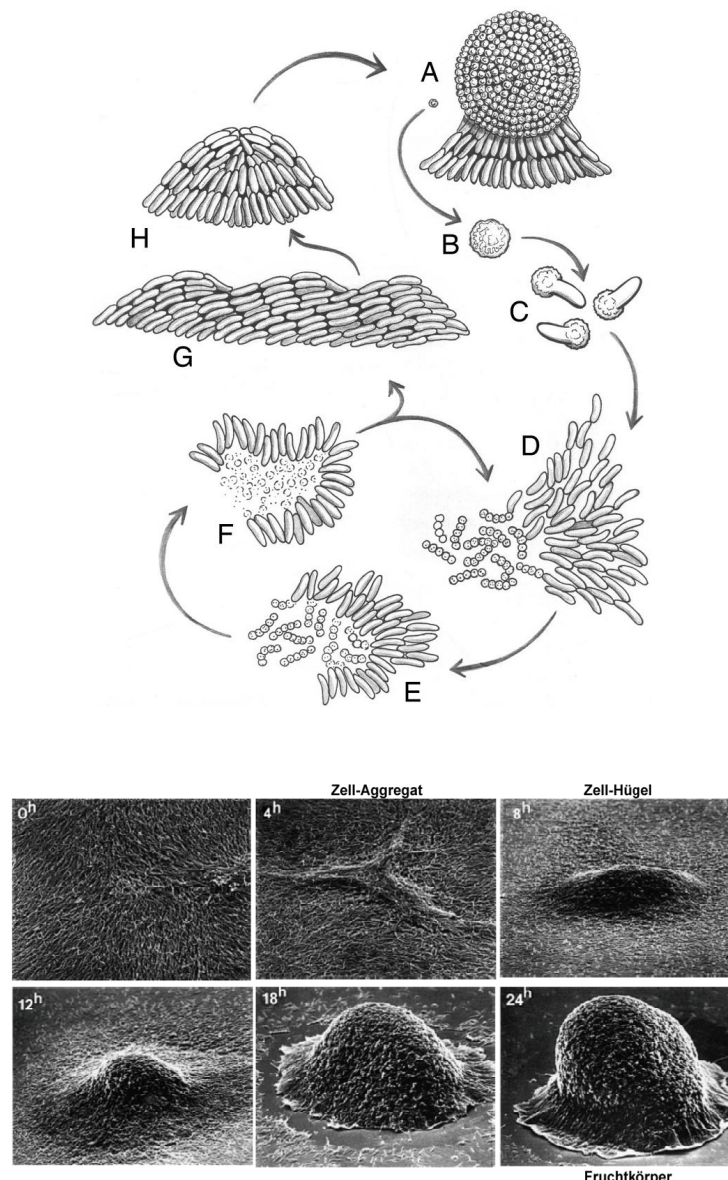 A
B
C
D
E
F
G
H
Zell-Aggregat
Zell-Hügel
0h
4h
8h
12h
18h
24h
Fruchtkörper